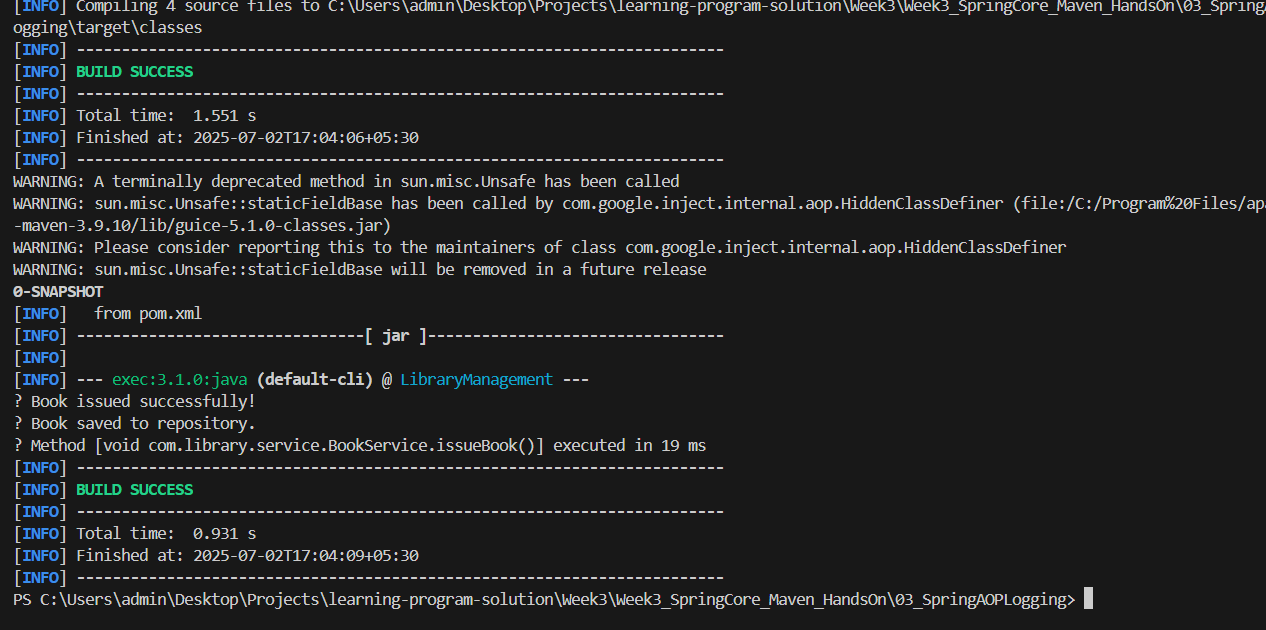 [INFO] Compiling 4 source files to C:\Users\admin\Desktop\Projects\learning-program-solution\Week3\Week3_SpringCore_Maven_HandsOn\03_SpringA
ogging\target\classes
[INFO] ------------------------------------------------------------------------
[INFO] BUILD SUCCESS
[INFO] ------------------------------------------------------------------------
[INFO] Total time:  1.551 s
[INFO] Finished at: 2025-07-02T17:04:06+05:30
[INFO] ------------------------------------------------------------------------
WARNING: A terminally deprecated method in sun.misc.Unsafe has been called
WARNING: sun.misc.Unsafe::staticFieldBase has been called by com.google.inject.internal.aop.HiddenClassDefiner (file:/C:/Program%20Files/apa
-maven-3.9.10/lib/guice-5.1.0-classes.jar)
WARNING: Please consider reporting this to the maintainers of class com.google.inject.internal.aop.HiddenClassDefiner
WARNING: sun.misc.Unsafe::staticFieldBase will be removed in a future release
0-SNAPSHOT
[INFO]   from pom.xml
[INFO] --------------------------------[ jar ]---------------------------------
[INFO]
[INFO] --- exec:3.1.0:java (default-cli) @ LibraryManagement ---
? Book issued successfully!
? Book saved to repository.
? Method [void com.library.service.BookService.issueBook()] executed in 19 ms
[INFO] ------------------------------------------------------------------------
[INFO] BUILD SUCCESS
[INFO] ------------------------------------------------------------------------
[INFO] Total time:  0.931 s
[INFO] Finished at: 2025-07-02T17:04:09+05:30
[INFO] ------------------------------------------------------------------------
PS C:\Users\admin\Desktop\Projects\learning-program-solution\Week3\Week3_SpringCore_Maven_HandsOn\03_SpringAOPLogging>